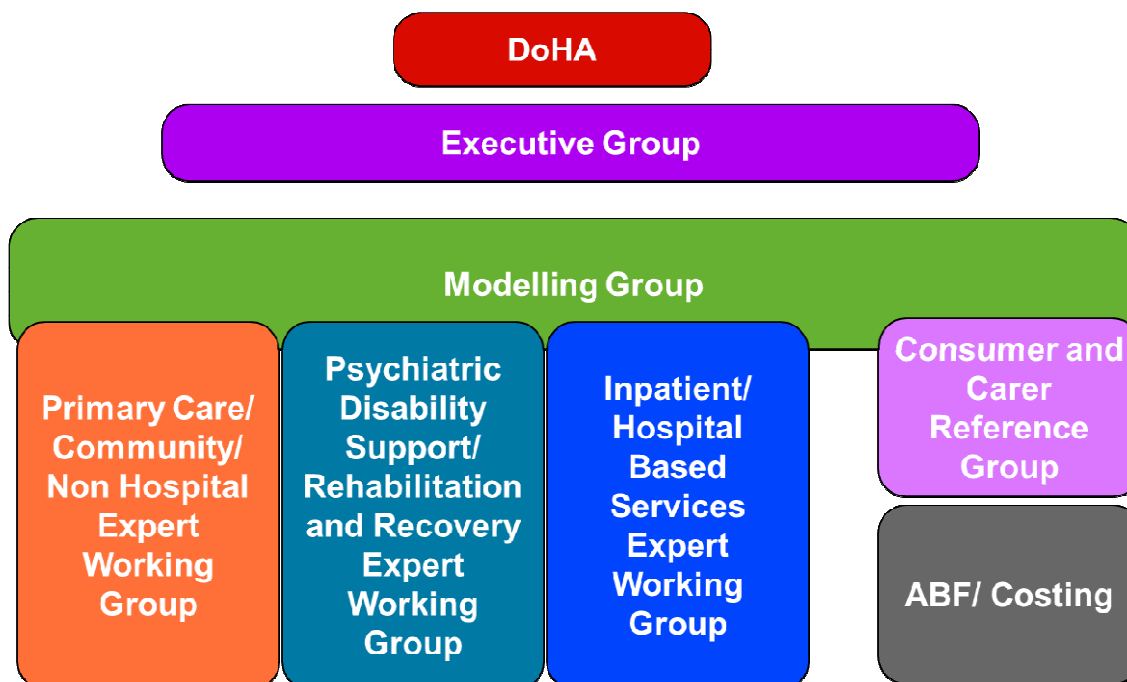 DoHA
Executive Group
Modelling Group
Primary Care/
Community/
Non Hospital
Expert
Working
Group
Psychiatric
Disability
Support/
Rehabilitation
and Recovery
Expert
Working
Group
Inpatient/
Hospital
Based
Services
Expert
Working
Group
Consumer and
Carer
Reference
Group
ABF/ Costing